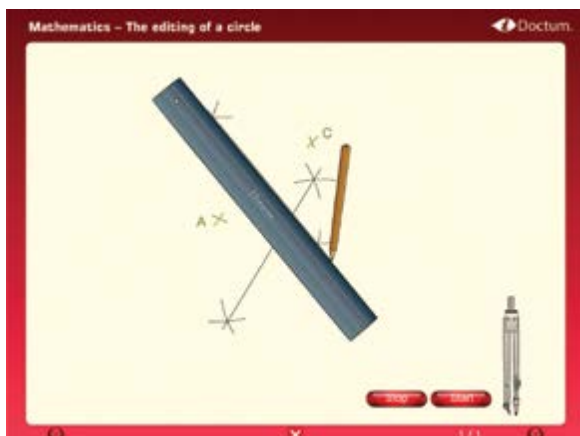 Mathematics – The editing of a circle
Doctum.
C
A
Stop
Start